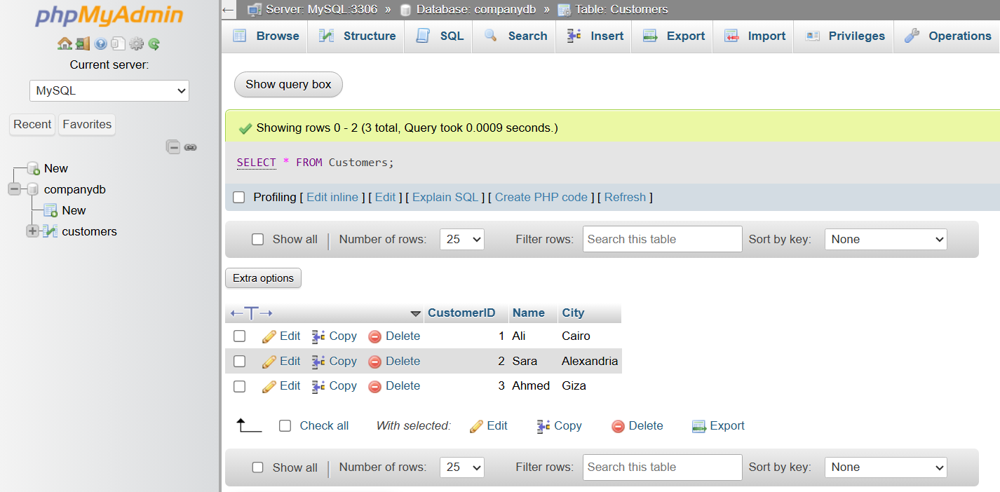 phpMyAdmin
Current server:
MySQL
Recent Favorites
New
companydb
New
customers
Server: MySQL:3306 » Database: companydb » Table: Customers
Browse Structure SQL Search Insert Export Import Privileges Operations
Show query box
Showing rows 0 - 2 (3 total, Query took 0.0009 seconds.)
SELECT * FROM Customers;
Profiling [ Edit inline ] [ Edit ] [ Explain SQL ] [ Create PHP code ] [ Refresh ]
Show all | Number of rows: 25 Filter rows: Search this table Sort by key: None
Extra options
←T→ CustomerID Name City
Edit Copy Delete 1 Ali Cairo
Edit Copy Delete 2 Sara Alexandria
Edit Copy Delete 3 Ahmed Giza
Check all With selected: Edit Copy Delete Export
Show all | Number of rows: 25 Filter rows: Search this table Sort by key: None